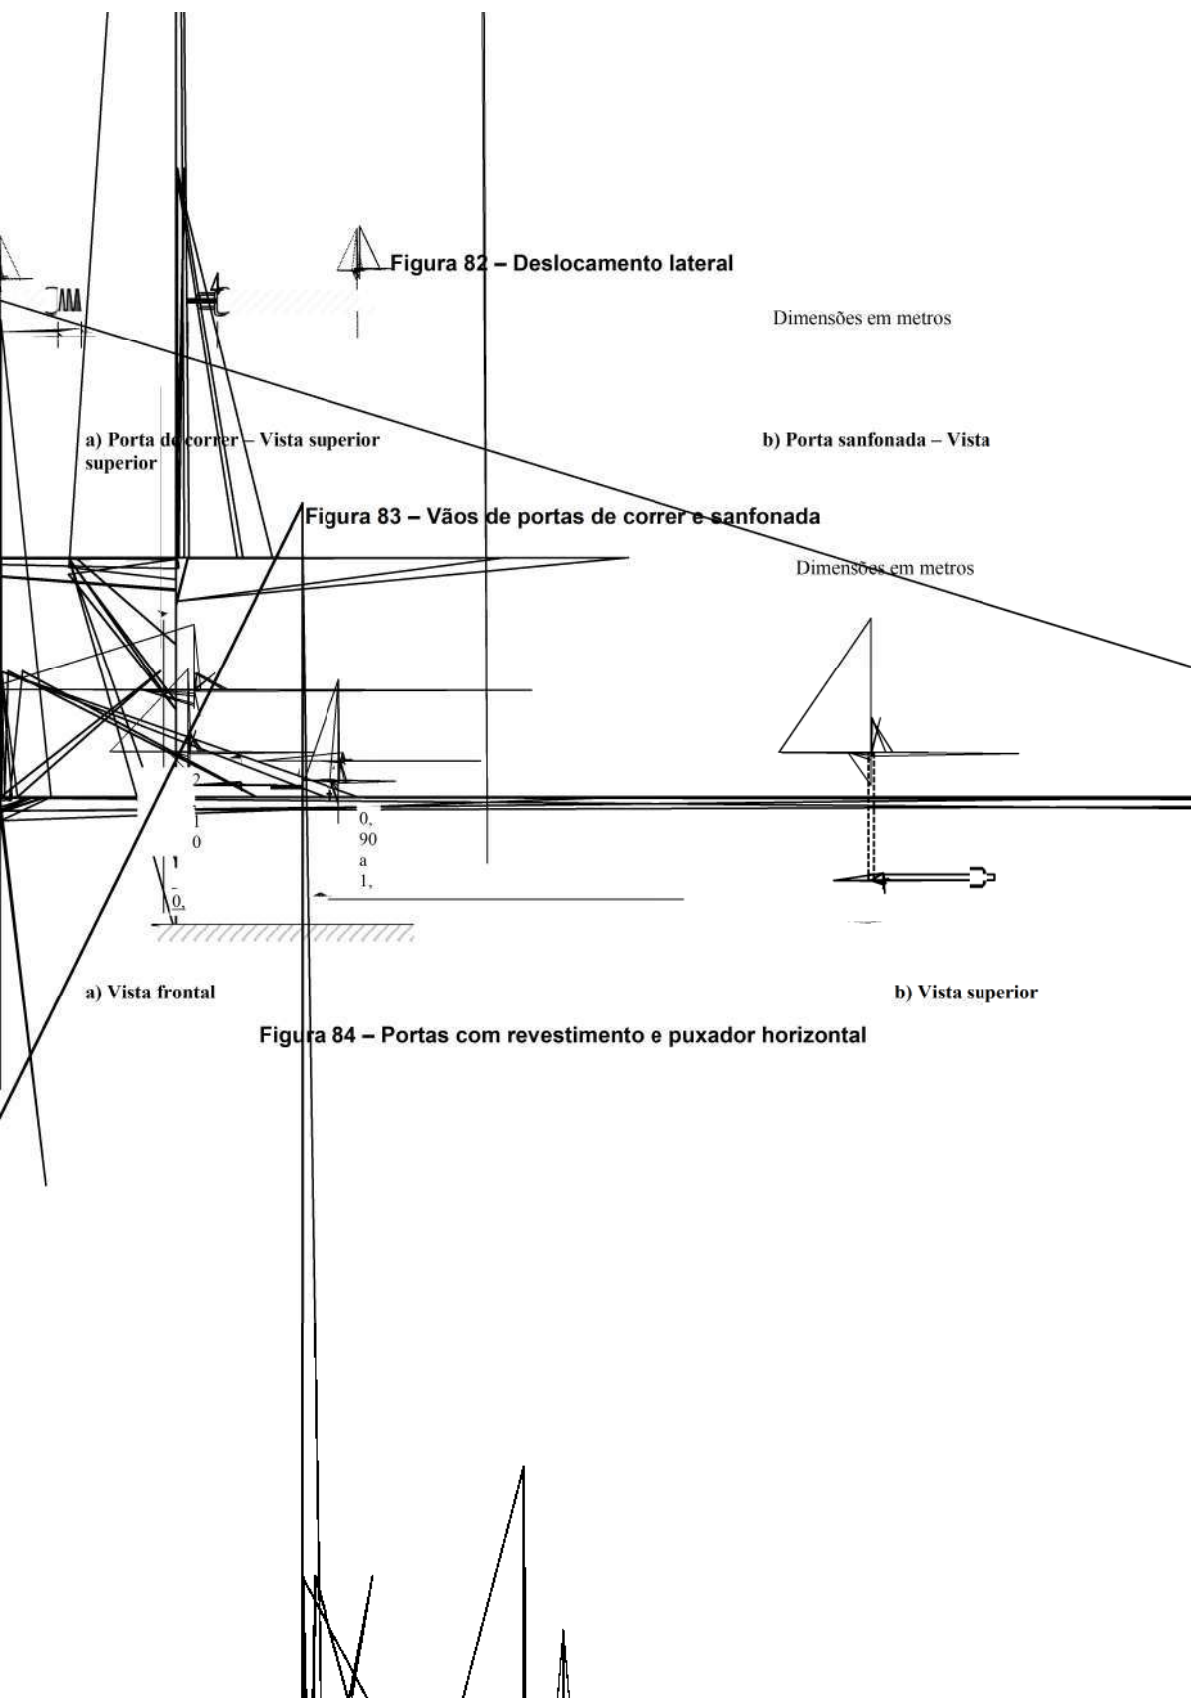 Figura 82 – Deslocamento lateral
Dimensões em metros
a) Porta de correr – Vista superior
b) Porta sanfonada – Vista
superior
Figura 83 – Vãos de portas de correr e sanfonada
Dimensões em metros
2
1
0
0,
90
a
1,
0,
a) Vista frontal
b) Vista superior
Figura 84 – Portas com revestimento e puxador horizontal